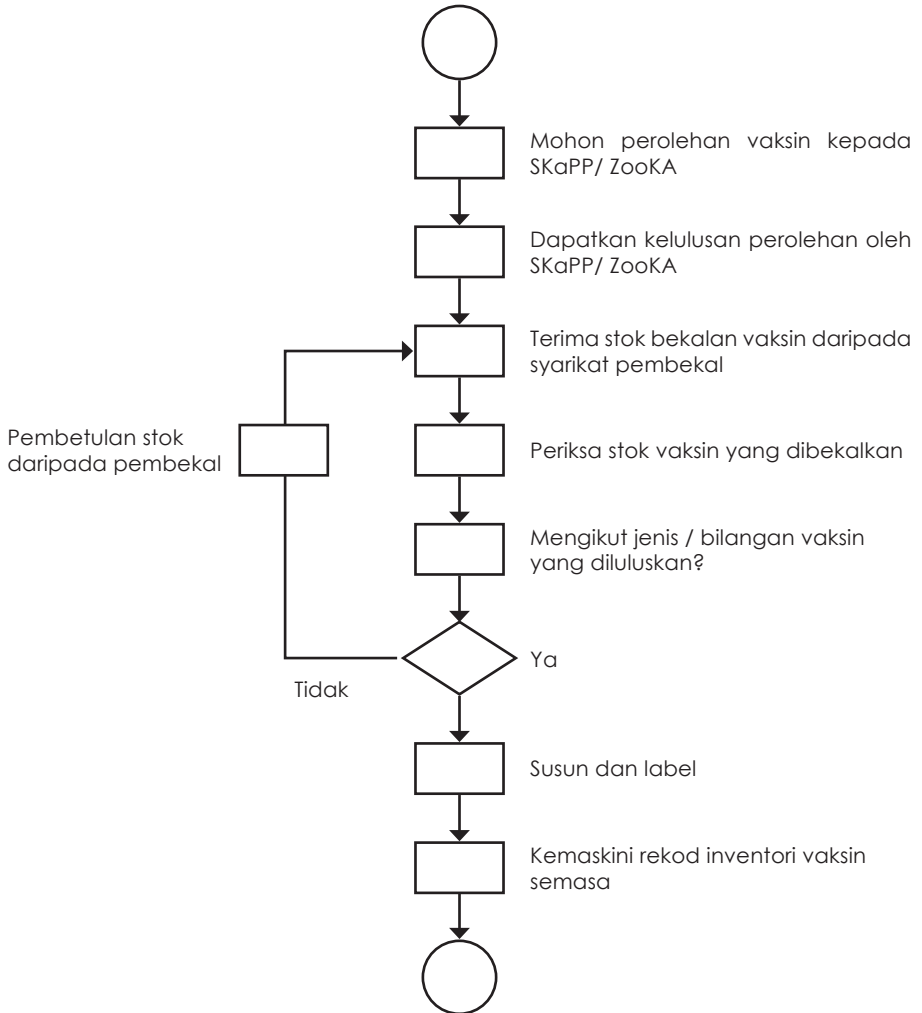 Mohon perolehan vaksin kepada
SKaPP/ ZooKA
Dapatkan kelulusan perolehan oleh
SKaPP/ ZooKA
Terima stok bekalan vaksin daripada
syarikat pembekal
Pembetulan stok
daripada pembekal
Periksa stok vaksin yang dibekalkan
Mengikut jenis / bilangan vaksin
yang diluluskan?
Ya
Tidak
Susun dan label
Kemaskini rekod inventori vaksin
semasa